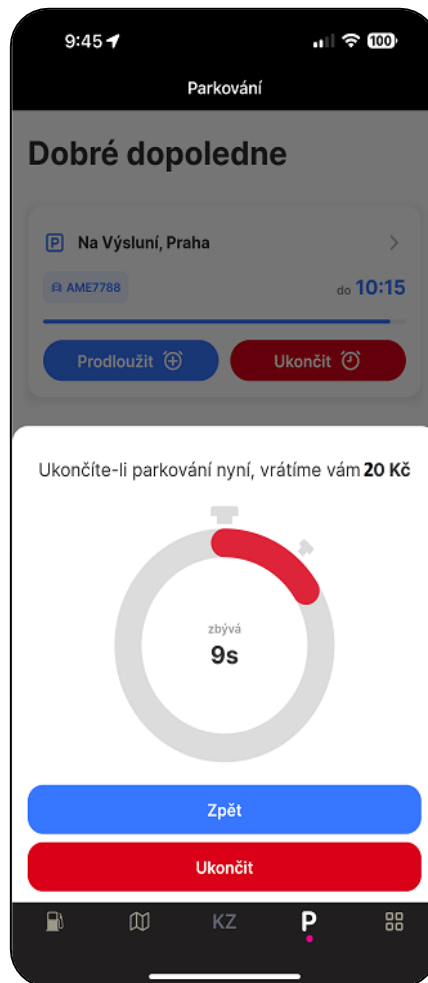 9:45
100
Parkování
Dobré dopoledne
P Na Výsluní, Praha
AME7788
do 10:15
Prodloužit
Ukončit
Ukončíte-li parkování nyní, vrátíme vám 20 Kč
zbývá
9s
Zpět
Ukončit
KZ
P